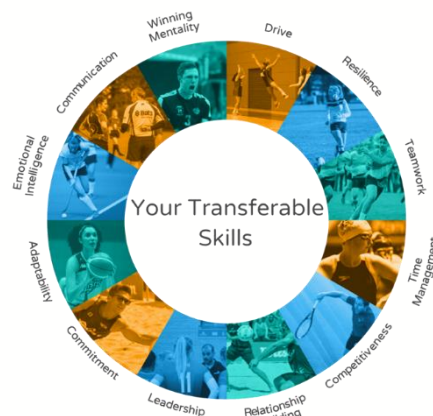 Winning
Mentality
Drive
Resilience
Teamwork
Time
Management
Competitiveness
Relationship
Leadership
Commitment
Adaptability
Emotional
Intelligence
Communication
Your Transferable
Skills